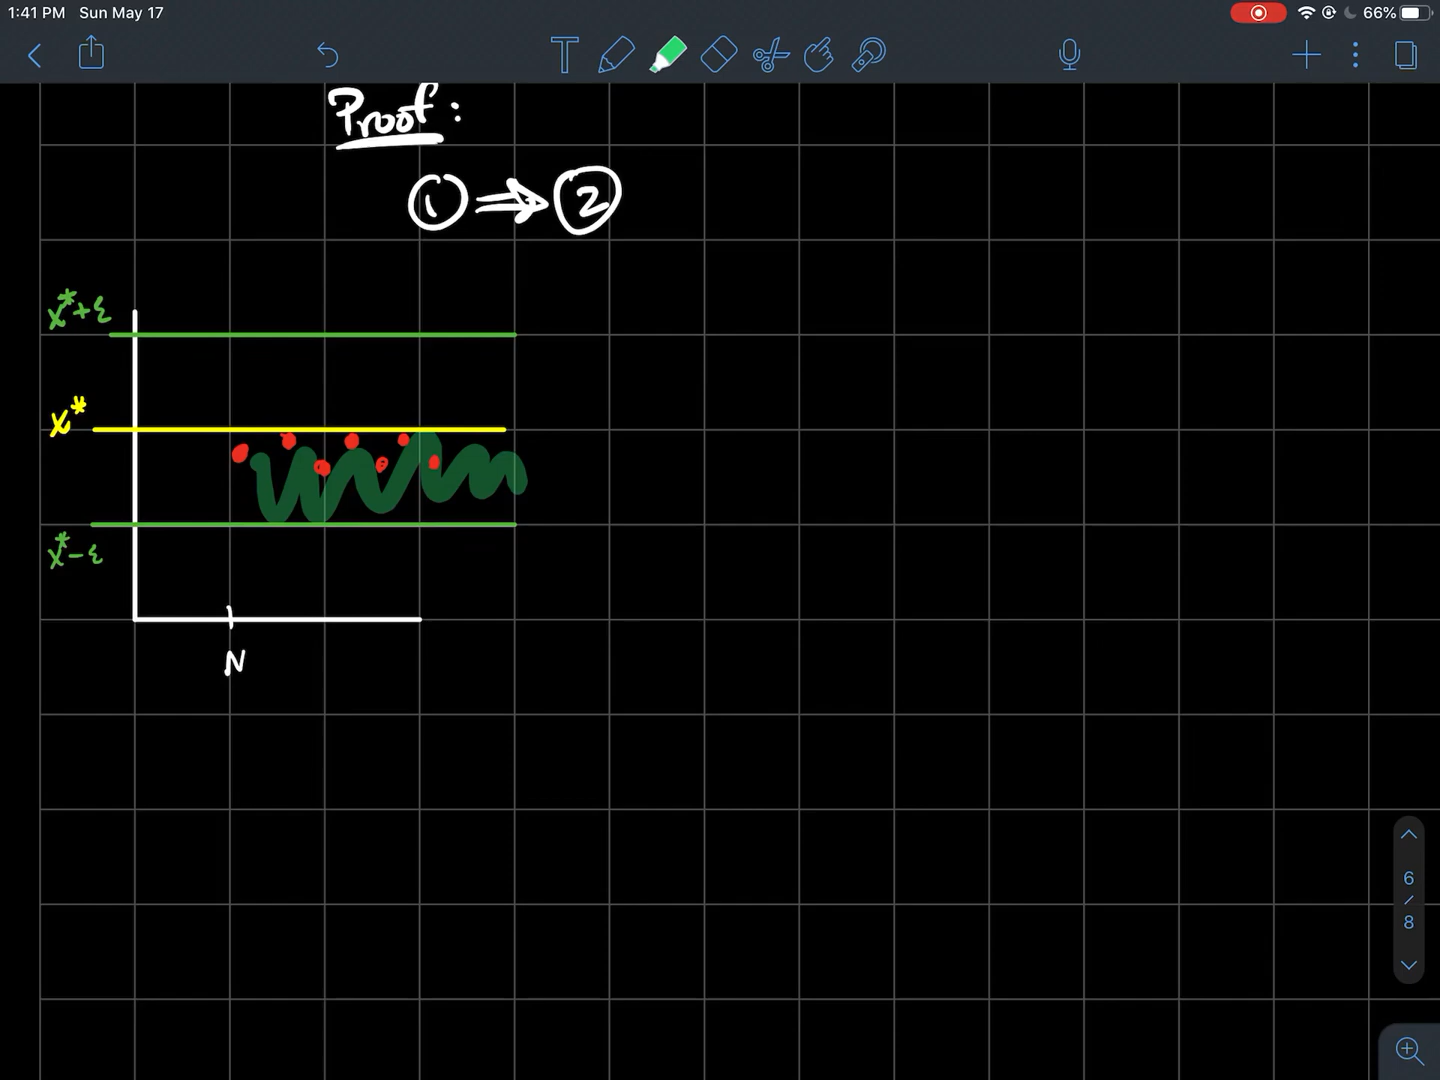 1:41 PM Sun May 17
66%
T
Proof:
① ⇒ ②
x*+ε
x*
x*-ε
N
6
/
8